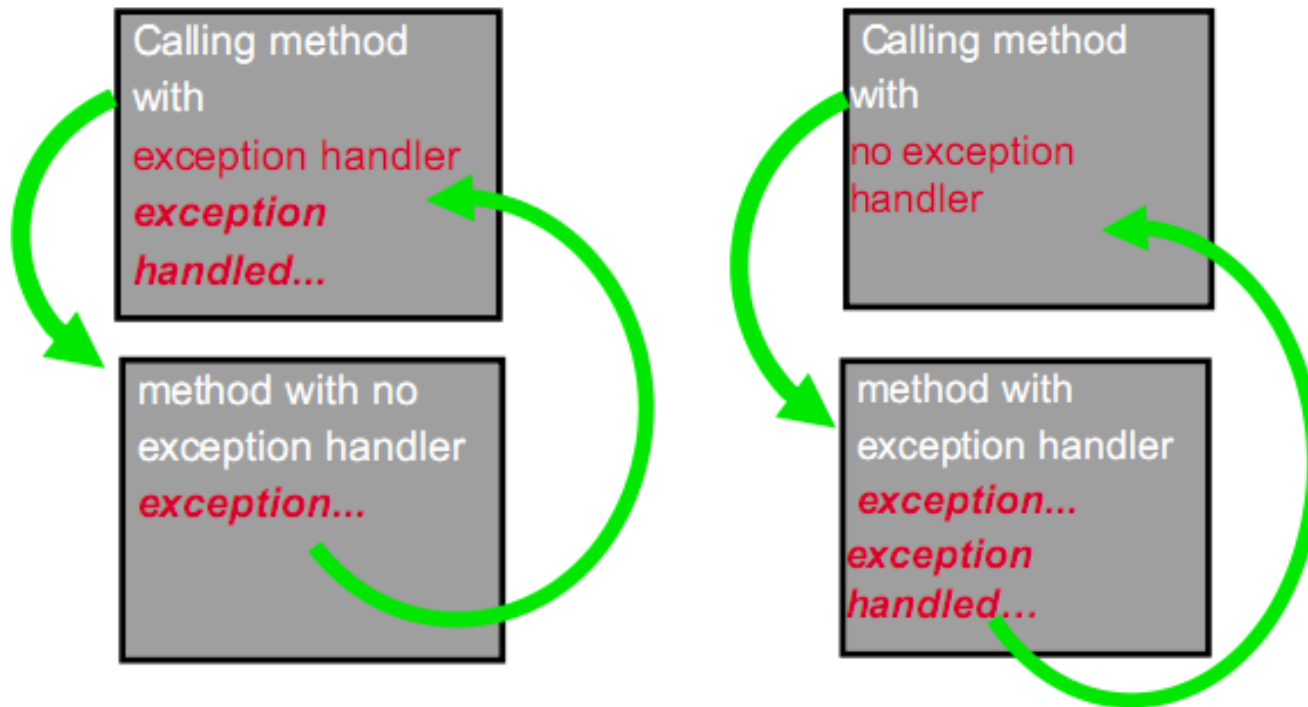 Calling method
with
exception handler
exception
handled...
method with no
exception handler
exception...
Calling method
with
no exception
handler
method with
exception handler
exception...
exception
handled...